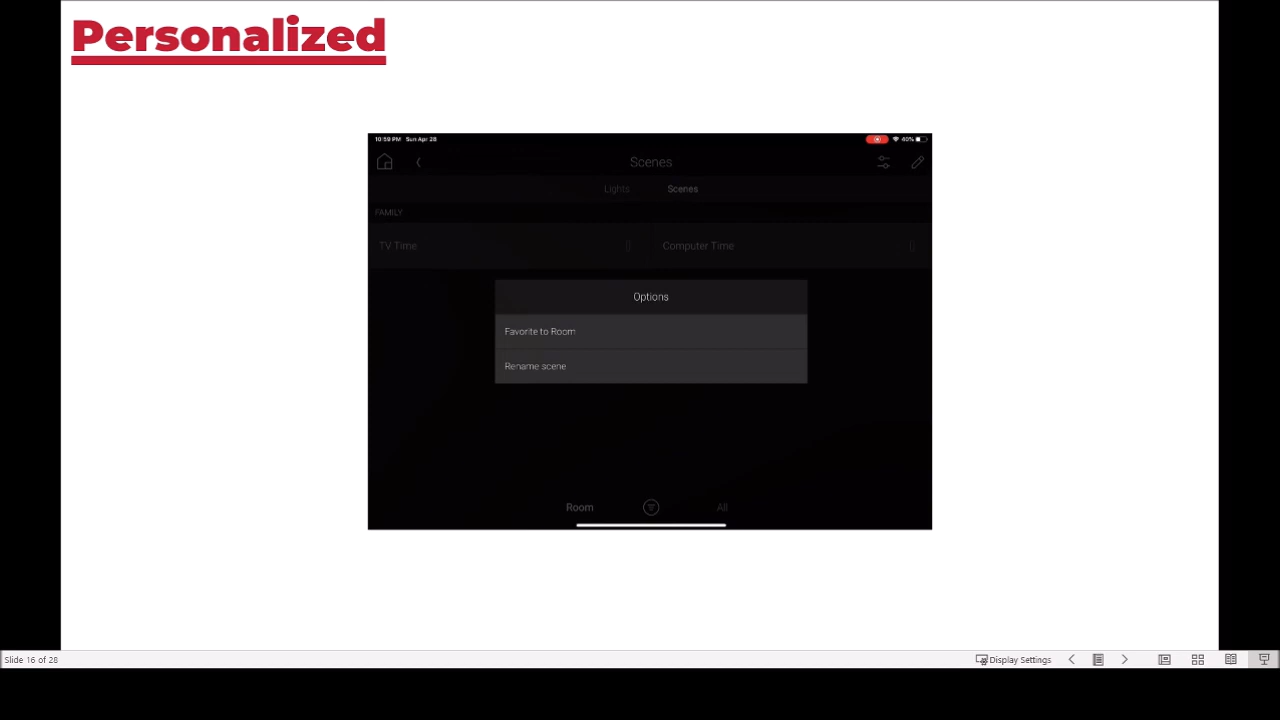 Personalized
10:59 PM Sun Apr 28
40%
Scenes
Lights Scenes
FAMILY
TV Time Computer Time
Options
Favorite to Room
Rename scene
Room All
Slide 16 of 28
Display Settings